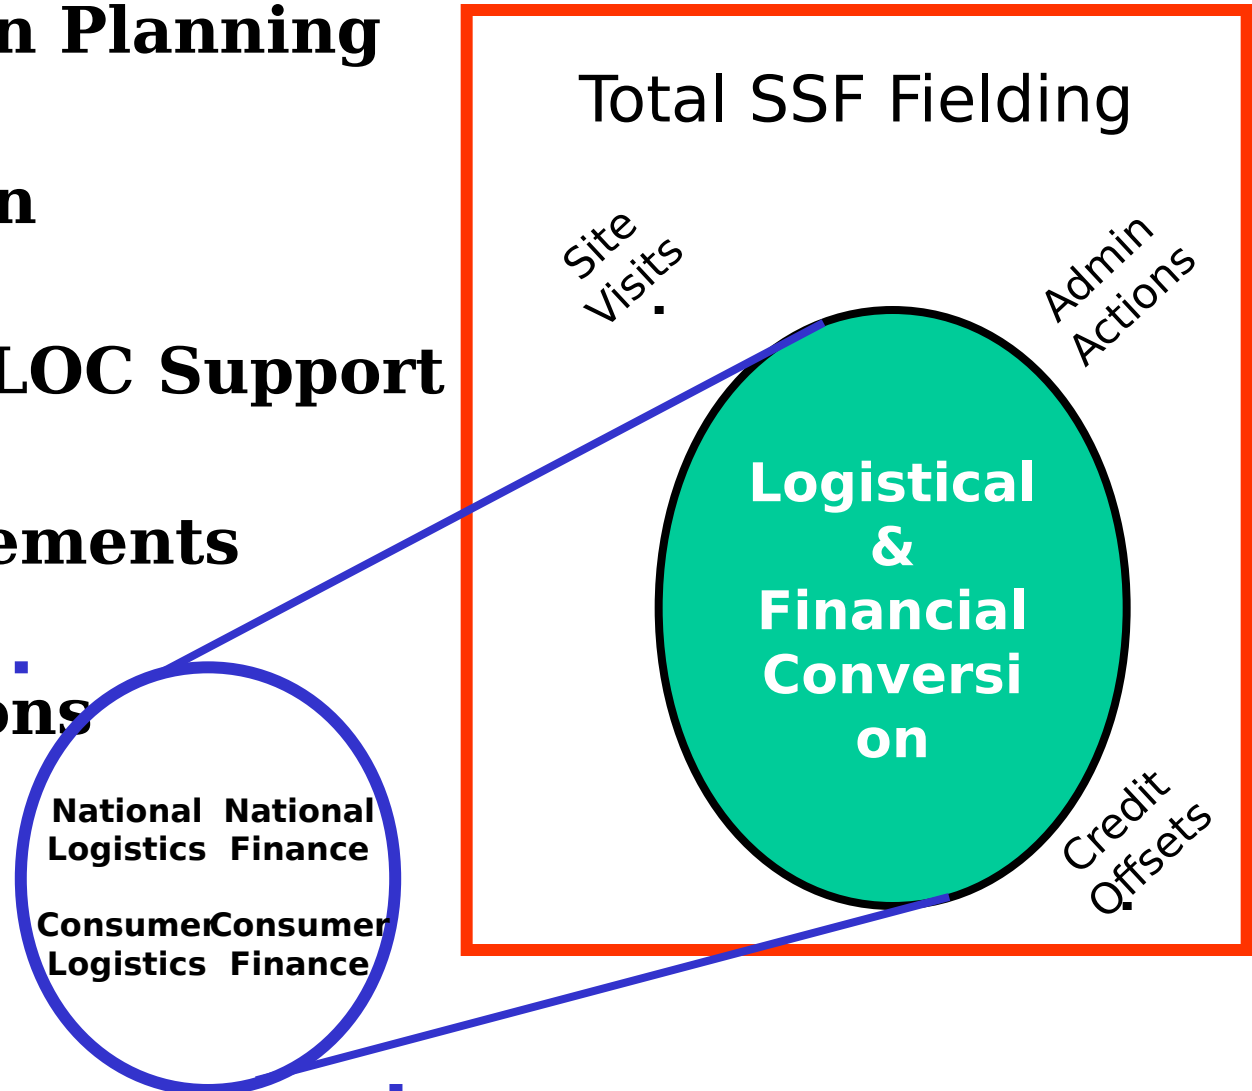 n Planning
n
LOC Support
ements
ons
Total SSF Fielding
Site
Visits
Admin
Actions
Logistical
&
Financial
Conversi
on
Credit
Offsets
National National
Logistics Finance
Consumer Consumer
Logistics Finance